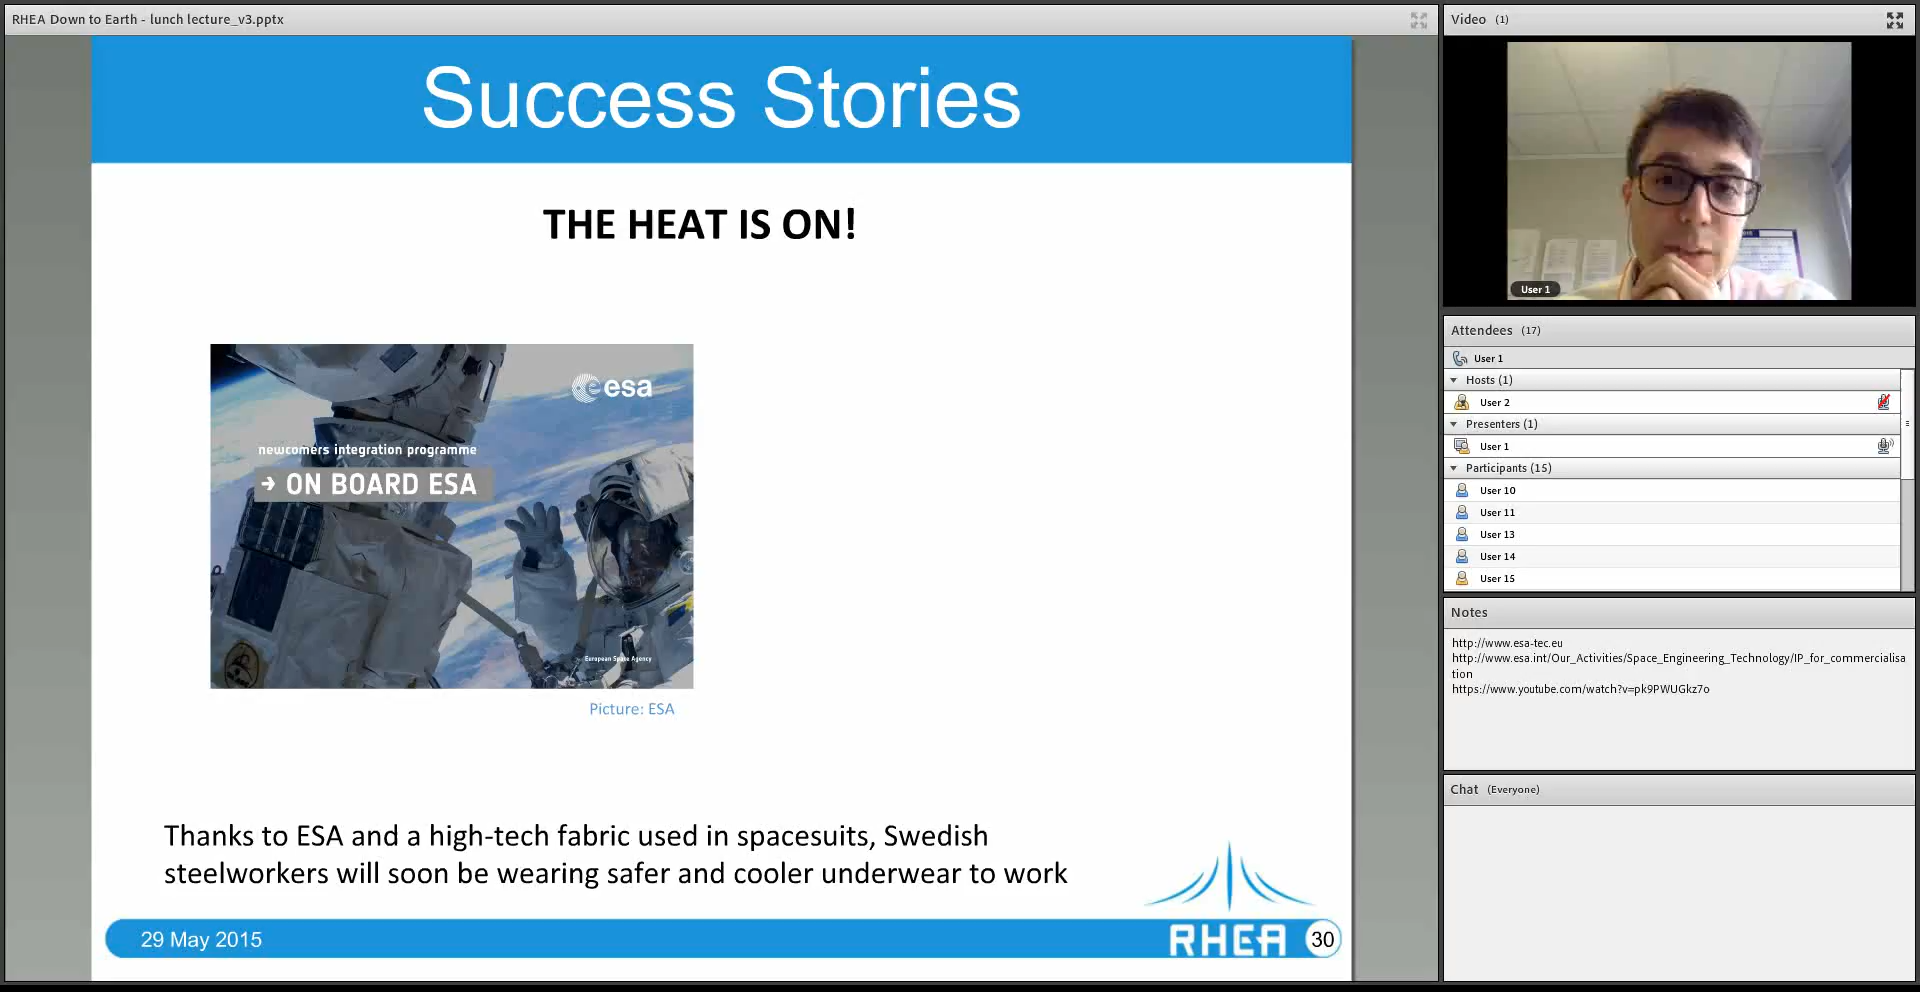 RHEA Down to Earth - lunch lecture_v3.pptx
Success Stories
THE HEAT IS ON!
esa
newcomers integration programme
→ ON BOARD ESA
European Space Agency
Picture: ESA
Thanks to ESA and a high-tech fabric used in spacesuits, Swedish
steelworkers will soon be wearing safer and cooler underwear to work
29 May 2015
RHEA
30
Video (1)
User 1
Attendees (17)
User 1
Hosts (1)
User 2
Presenters (1)
User 1
Participants (15)
User 10
User 11
User 13
User 14
User 15
Notes
http://www.esa-tec.eu
http://www.esa.int/Our_Activities/Space_Engineering_Technology/IP_for_commercialisa
tion
https://www.youtube.com/watch?v=pk9PWUGkz7o
Chat (Everyone)